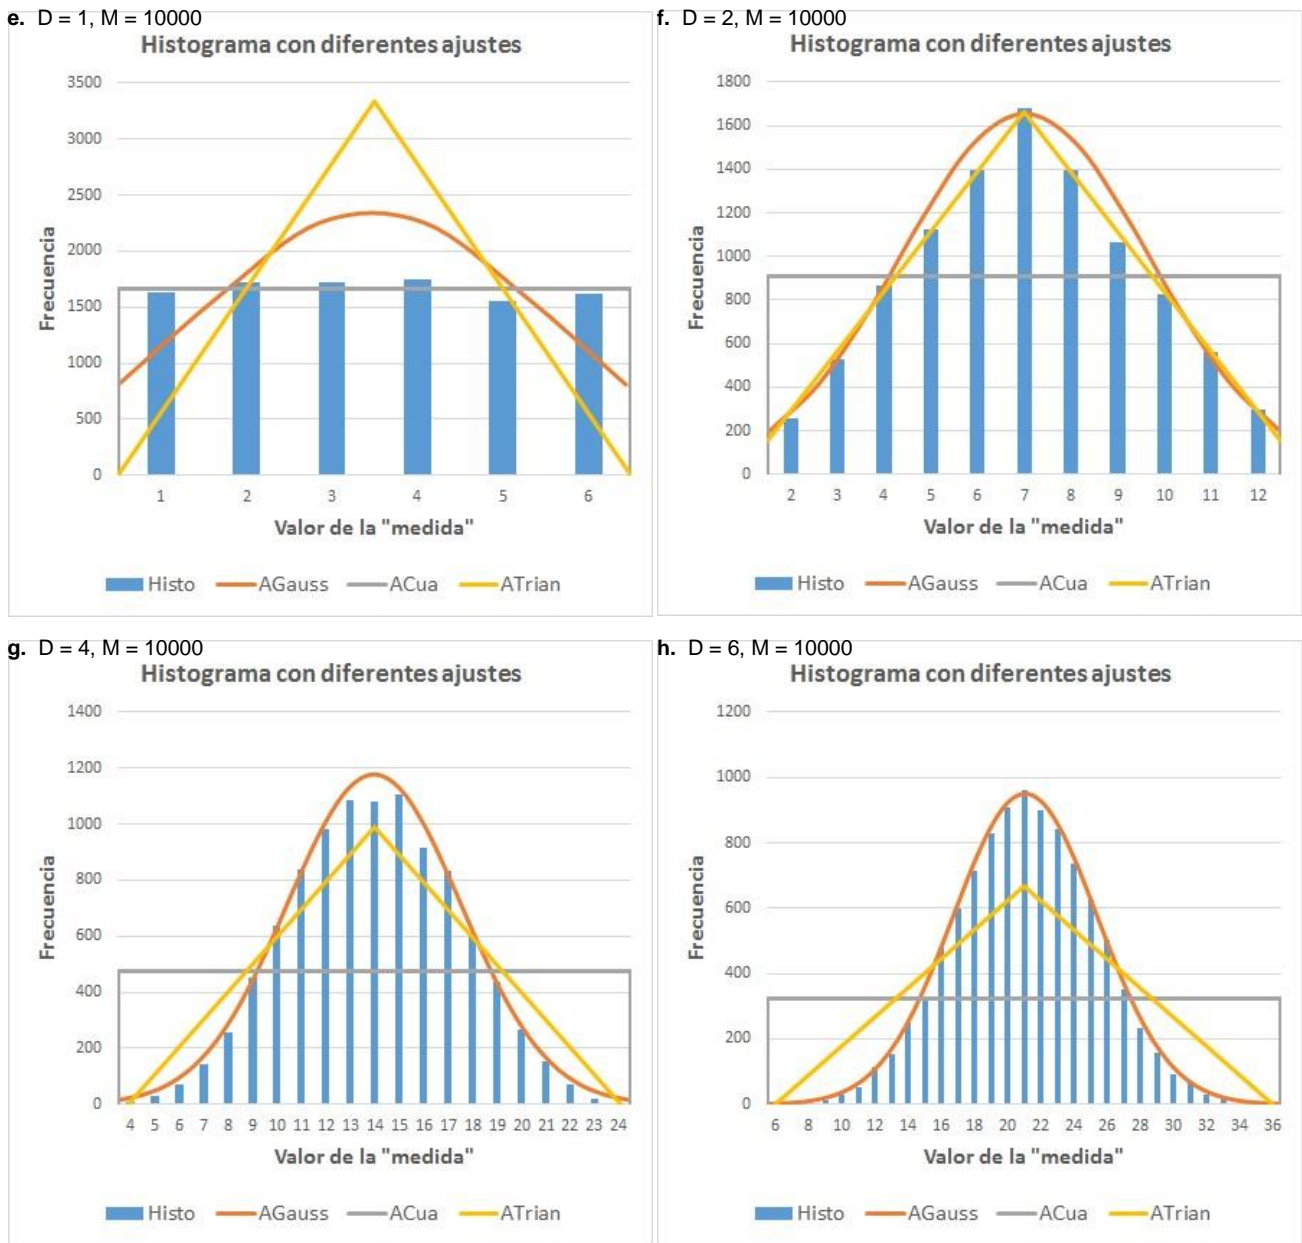 e. D = 1, M = 10000
Histograma con diferentes ajustes
3500
3000
2500
2000
1500
1000
500
0
Frecuencia
1 2 3 4 5 6
Valor de la "medida"
Histo AGauss ACua ATrian
f. D = 2, M = 10000
Histograma con diferentes ajustes
1800
1600
1400
1200
1000
800
600
400
200
0
Frecuencia
2 3 4 5 6 7 8 9 10 11 12
Valor de la "medida"
Histo AGauss ACua ATrian
g. D = 4, M = 10000
Histograma con diferentes ajustes
1400
1200
1000
800
600
400
200
0
Frecuencia
4 5 6 7 8 9 10 11 12 13 14 15 16 17 18 19 20 21 22 23 24
Valor de la "medida"
Histo AGauss ACua ATrian
h. D = 6, M = 10000
Histograma con diferentes ajustes
1200
1000
800
600
400
200
0
Frecuencia
6 8 10 12 14 16 18 20 22 24 26 28 30 32 34 36
Valor de la "medida"
Histo AGauss ACua ATrian